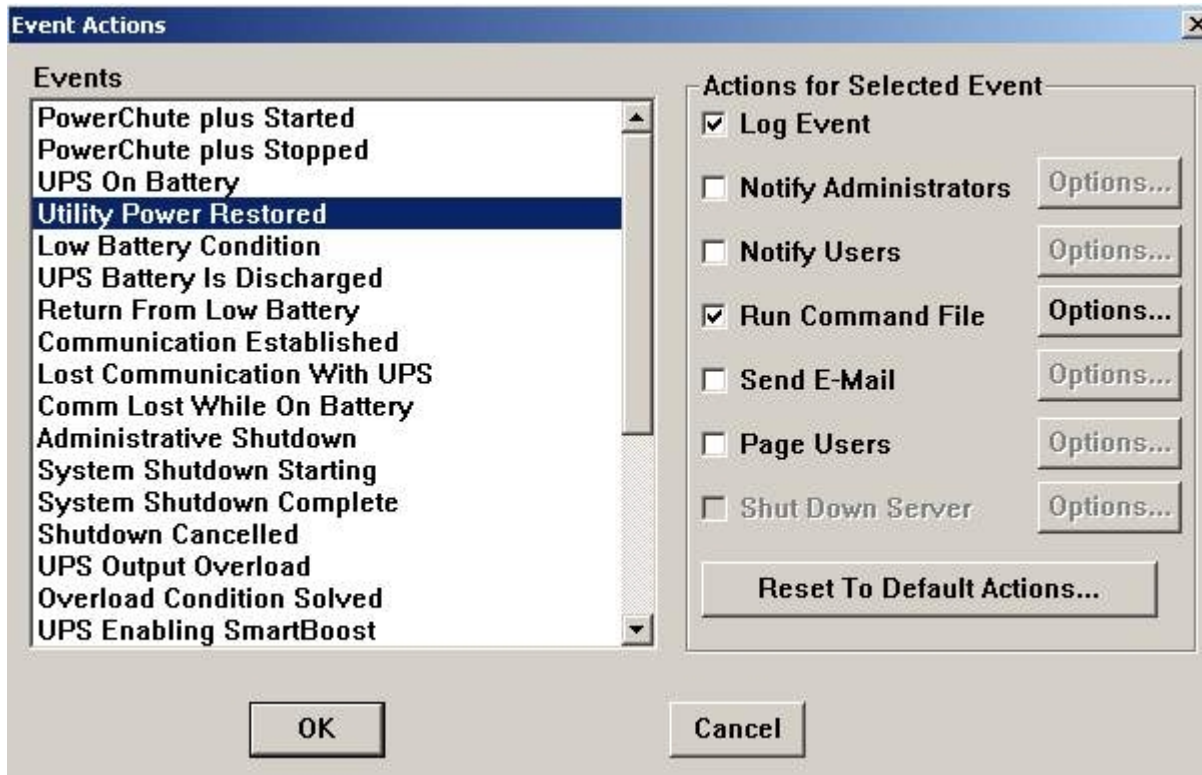 Event Actions
Events
PowerChute plus Started
PowerChute plus Stopped
UPS On Battery
Utility Power Restored
Low Battery Condition
UPS Battery Is Discharged
Return From Low Battery
Communication Established
Lost Communication With UPS
Comm Lost While On Battery
Administrative Shutdown
System Shutdown Starting
System Shutdown Complete
Shutdown Cancelled
UPS Output Overload
Overload Condition Solved
UPS Enabling SmartBoost
Actions for Selected Event
Log Event
Notify Administrators Options...
Notify Users Options...
Run Command File Options...
Send E-Mail Options...
Page Users Options...
Shut Down Server Options...
Reset To Default Actions...
OK Cancel